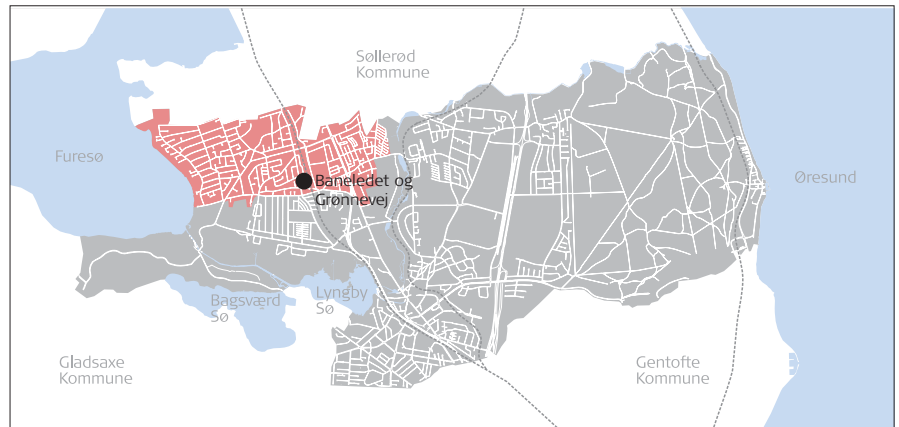 Søllerød
Kommune
Furesø
Baneledet og
Grønnevej
Øresund
Bagsværd
Sø
Lyngby
Sø
Gladsaxe
Kommune
Gentofte
Kommune